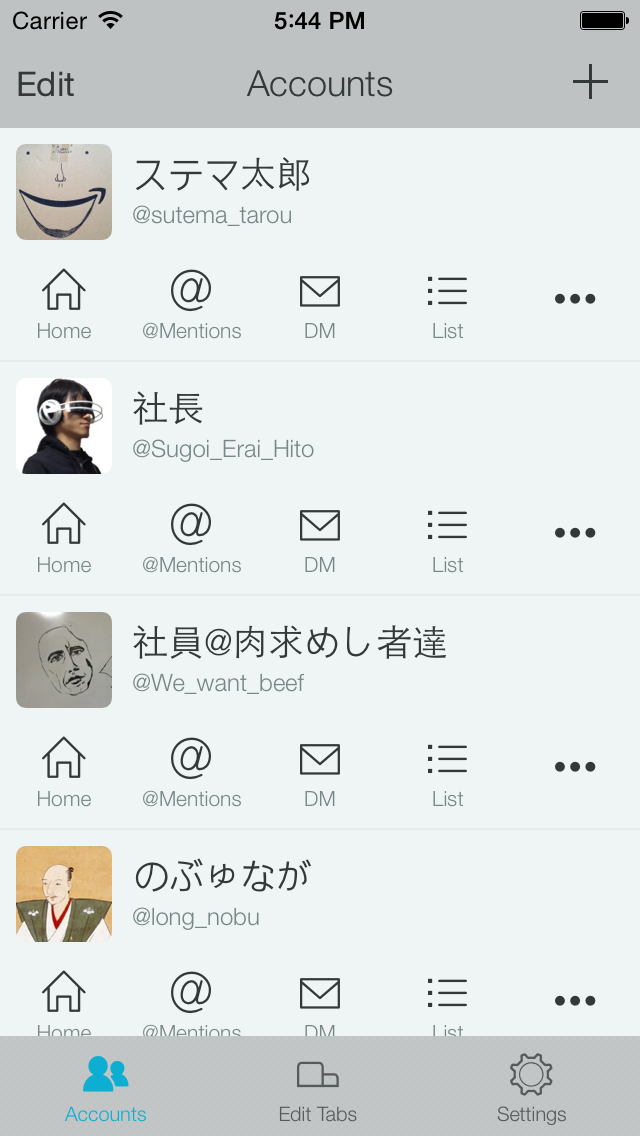 Carrier 5:44 PM
Edit Accounts
ステマ太郎
@sutema_tarou
Home @Mentions DM List
社長
@Sugoi_Erai_Hito
Home @Mentions DM List
社員@肉求めし者達
@We_want_beef
Home @Mentions DM List
のぶゅなが
@long_nobu
Home @Mentions DM List
Accounts Edit Tabs Settings